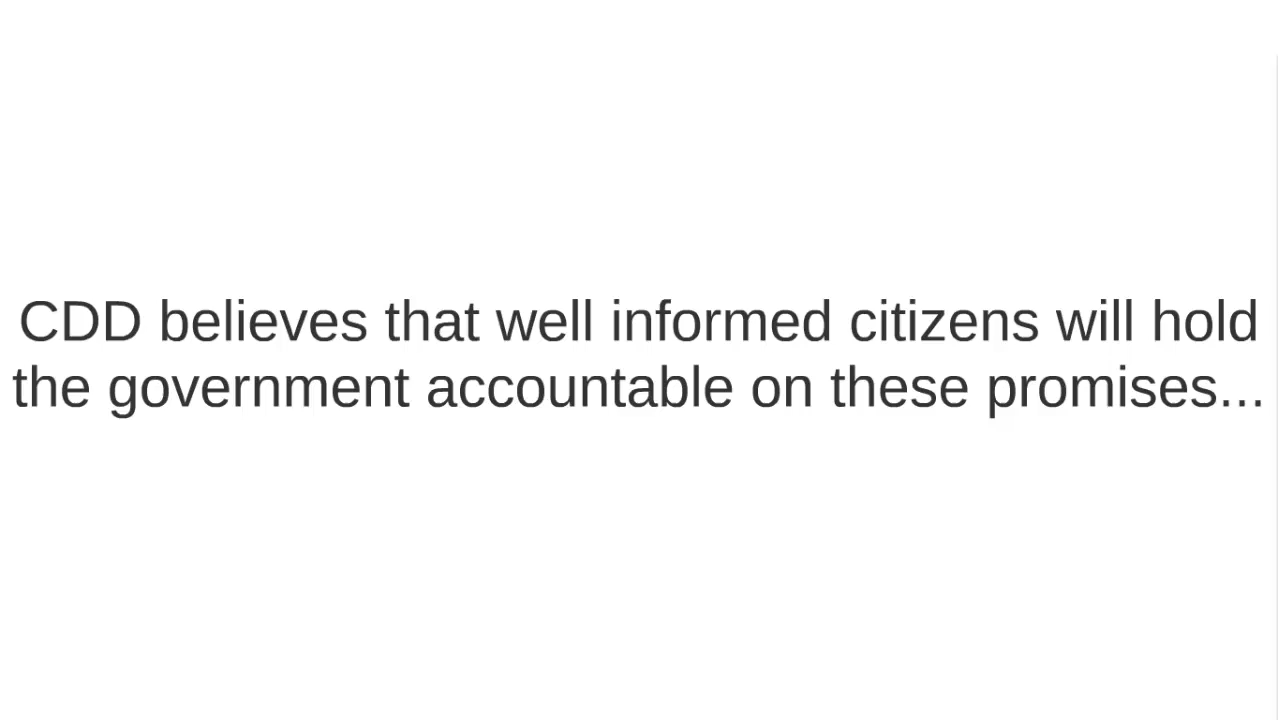 CDD believes that well informed citizens will hold
the government accountable on these promises...